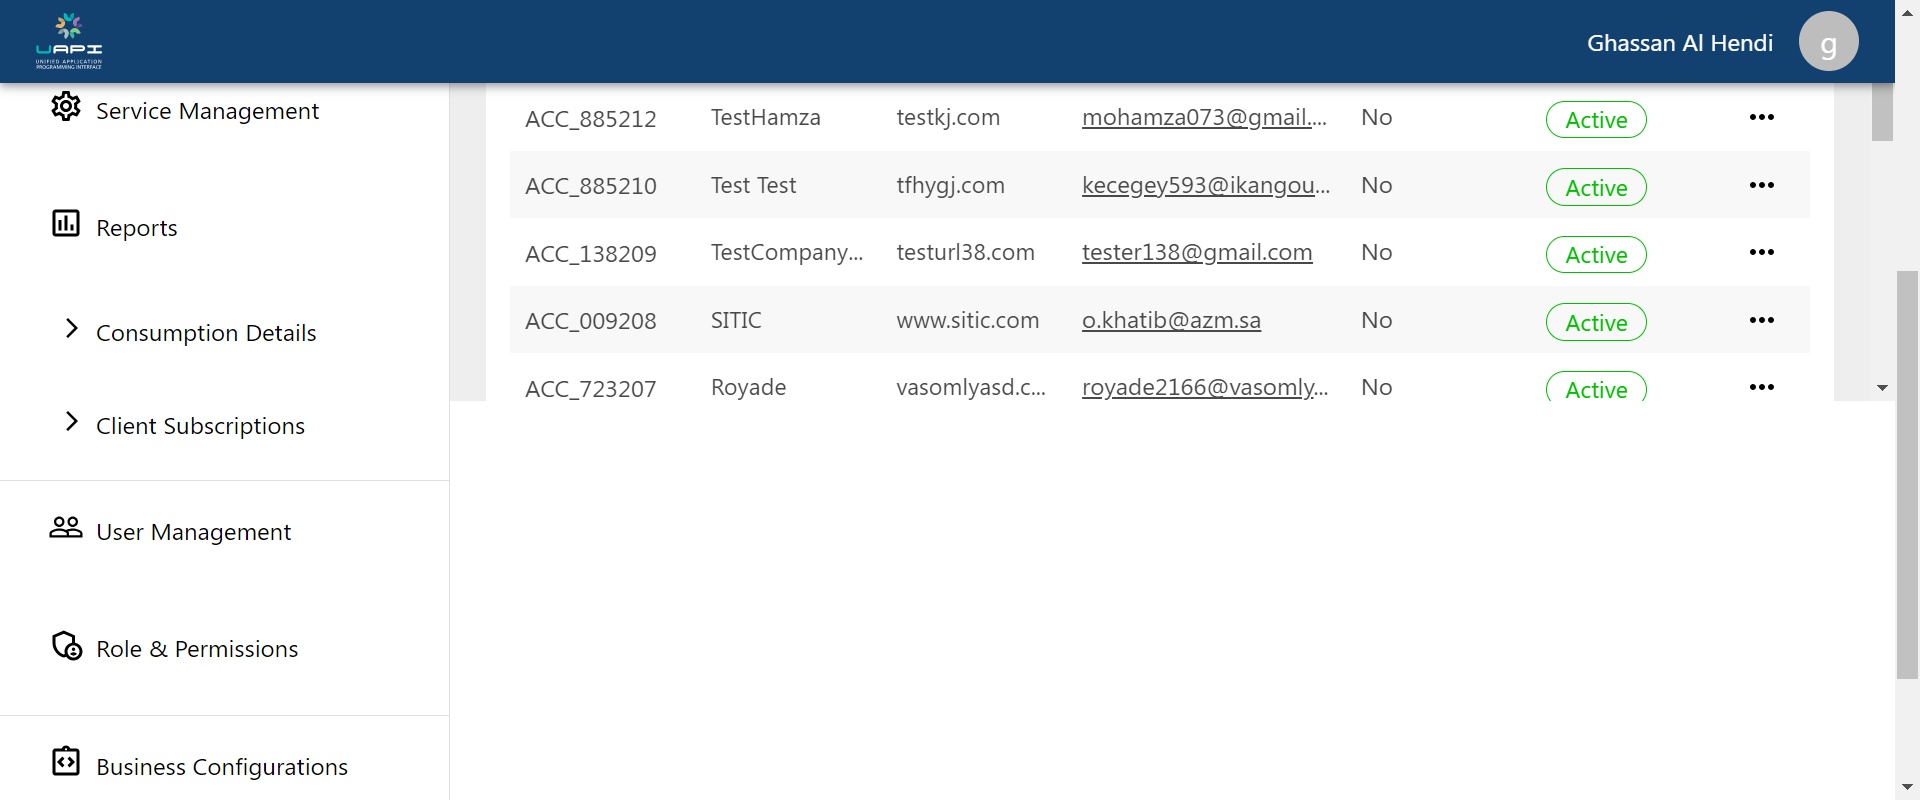 UAPI
UNIFIED APPLICATION
PROGRAMMING INTERFACE
Ghassan Al Hendi
g
Service Management
Reports
Consumption Details
Client Subscriptions
User Management
Role & Permissions
Business Configurations
ACC_885212 TestHamza testkj.com mohamza073@gmail.... No Active
ACC_885210 Test Test tfhygj.com kecegey593@ikangou... No Active
ACC_138209 TestCompany... testurl38.com tester138@gmail.com No Active
ACC_009208 SITIC www.sitic.com o.khatib@azm.sa No Active
ACC_723207 Royade vasomlyasd.c... royade2166@vasomly... No Active